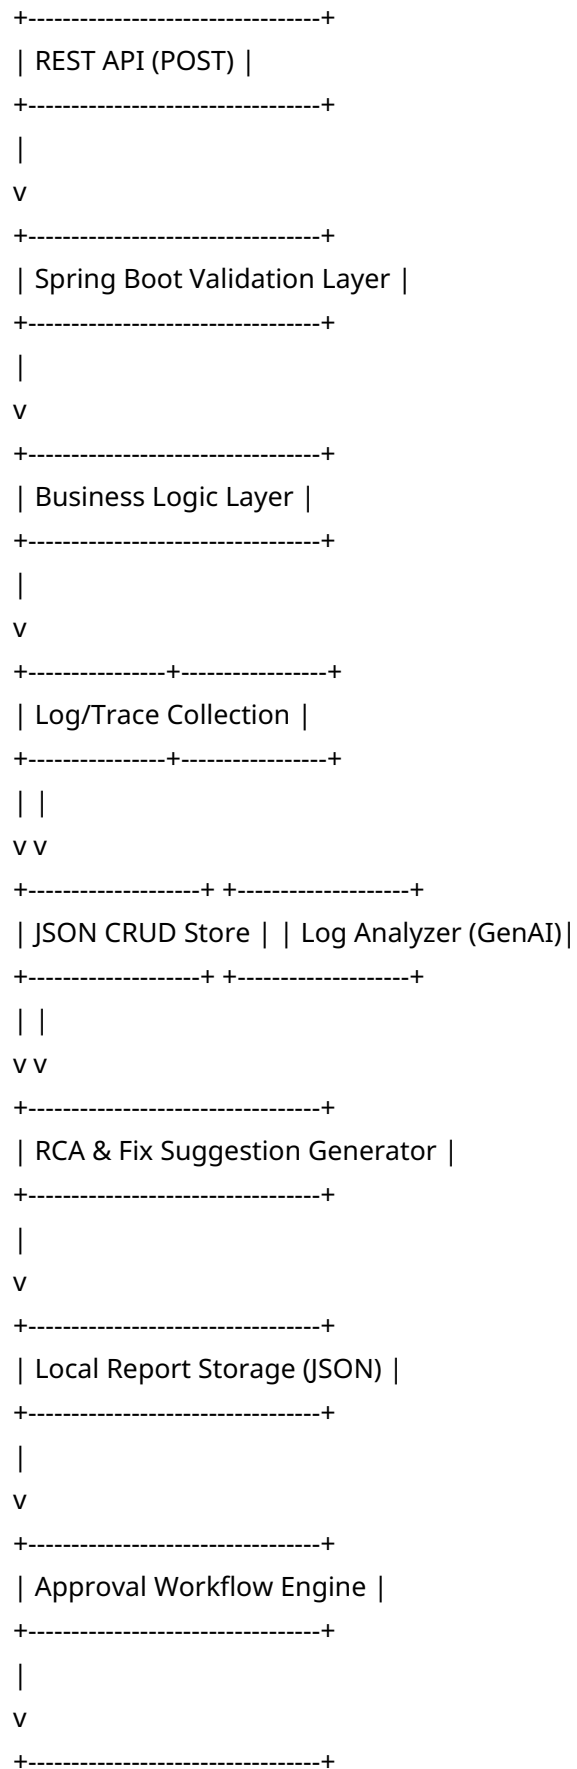 +----------------------------------+
| REST API (POST) |
+----------------------------------+
|
v
+----------------------------------+
| Spring Boot Validation Layer |
+----------------------------------+
|
v
+----------------------------------+
| Business Logic Layer |
+----------------------------------+
|
v
+----------------+-----------------+
| Log/Trace Collection |
+----------------+-----------------+
| |
v v
+--------------------+ +--------------------+
| JSON CRUD Store | | Log Analyzer (GenAI)|
+--------------------+ +--------------------+
| |
v v
+----------------------------------+
| RCA & Fix Suggestion Generator |
+----------------------------------+
|
v
+----------------------------------+
| Local Report Storage (JSON) |
+----------------------------------+
|
v
+----------------------------------+
| Approval Workflow Engine |
+----------------------------------+
|
v
+----------------------------------+